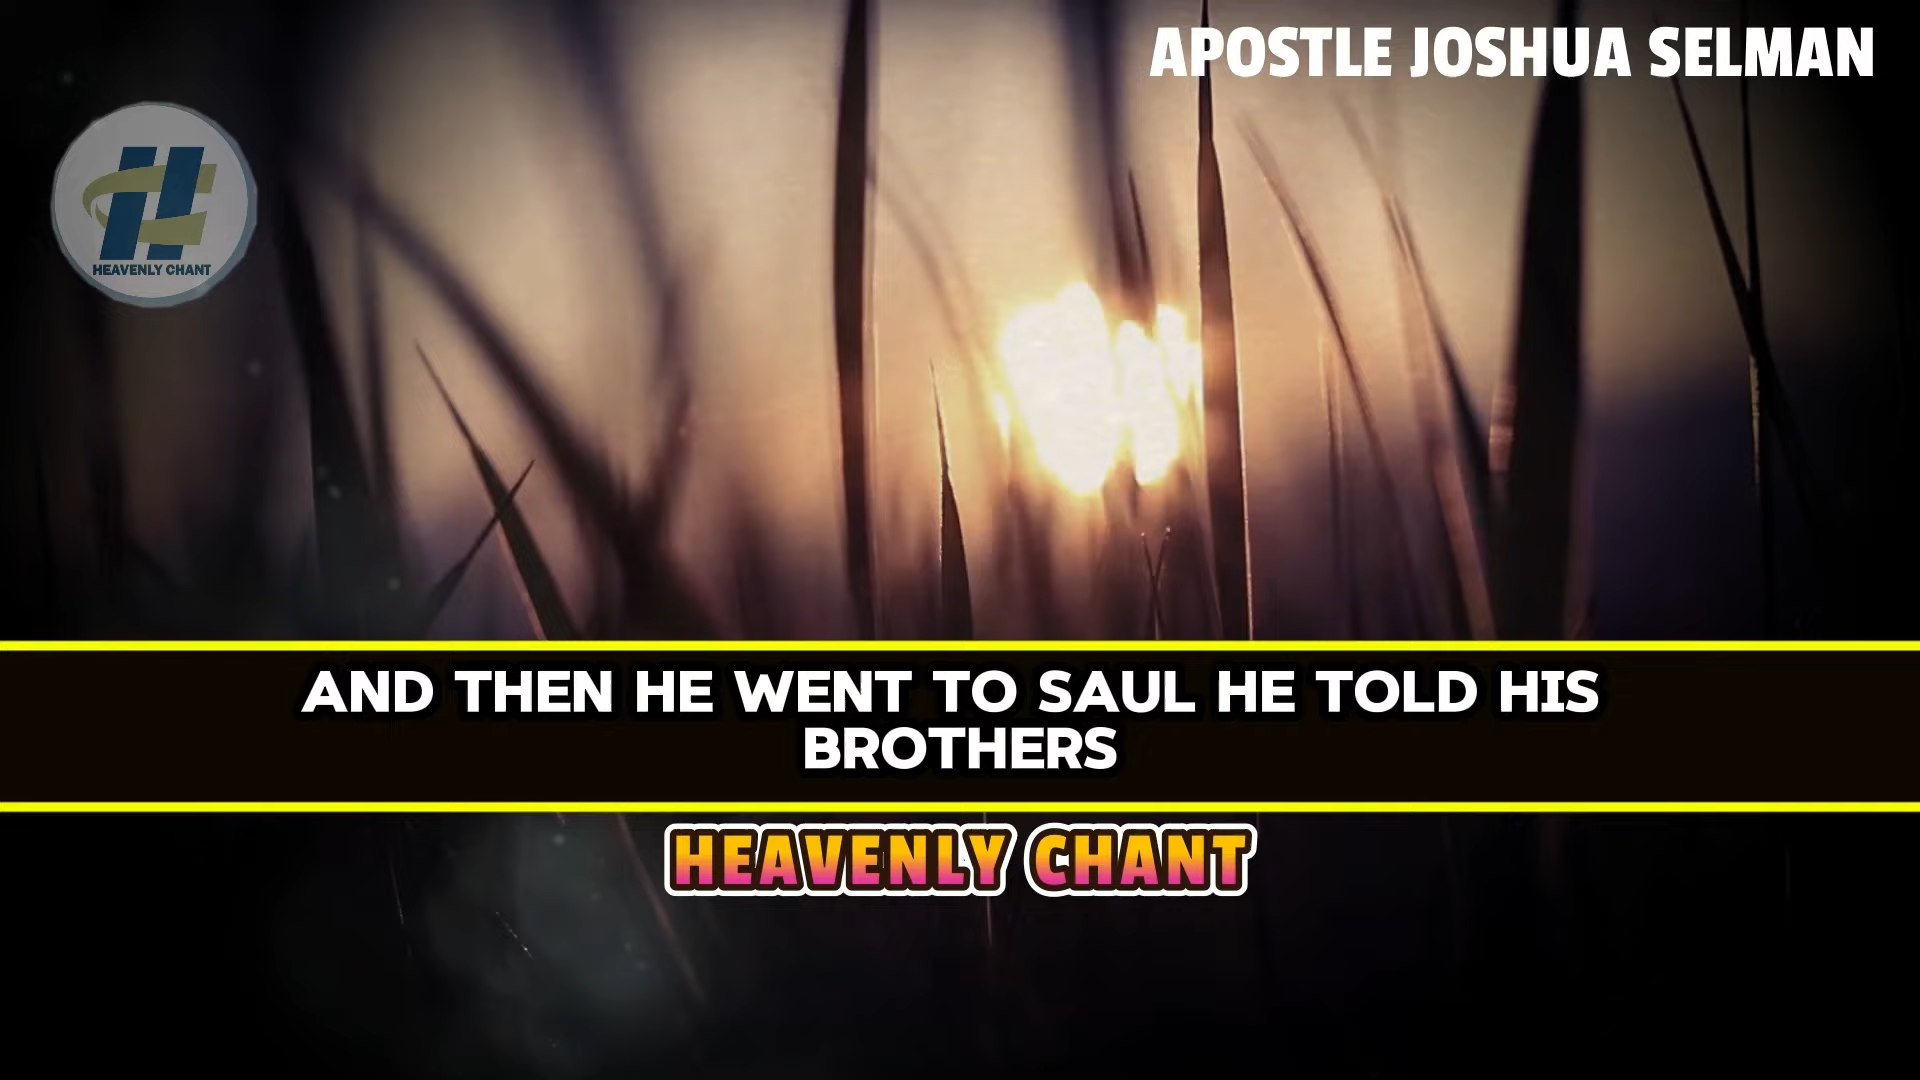 APOSTLE JOSHUA SELMAN
HEAVENLY CHANT
AND THEN HE WENT TO SAUL HE TOLD HIS
BROTHERS
HEAVENLY CHANT